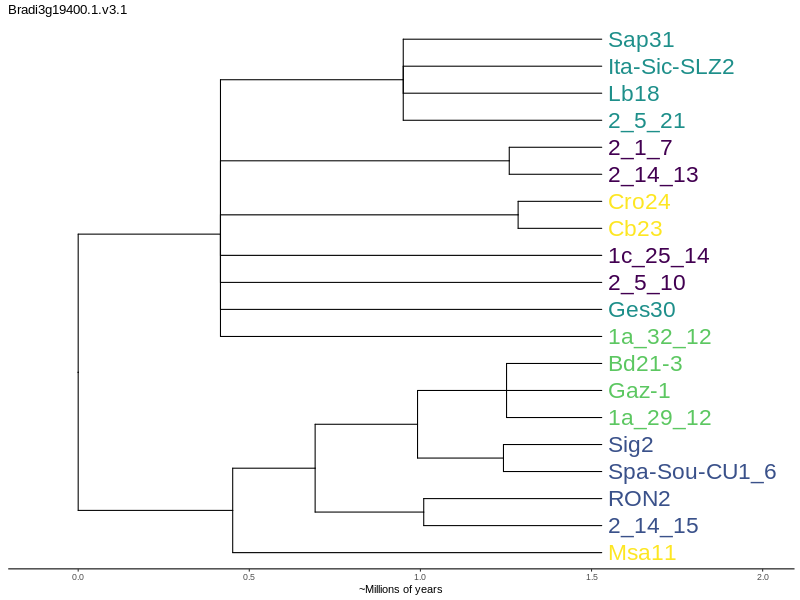 Bradi3g19400.1.v3.1
Sap31
Ita-Sic-SLZ2
Lb18
2_5_21
2_1_7
2_14_13
Cro24
Cb23
1c_25_14
2_5_10
Ges30
1a_32_12
Bd21-3
Gaz-1
1a_29_12
Sig2
Spa-Sou-CU1_6
RON2
2_14_15
Msa11
0.0 0.5 1.0 1.5 2.0
~Millions of years